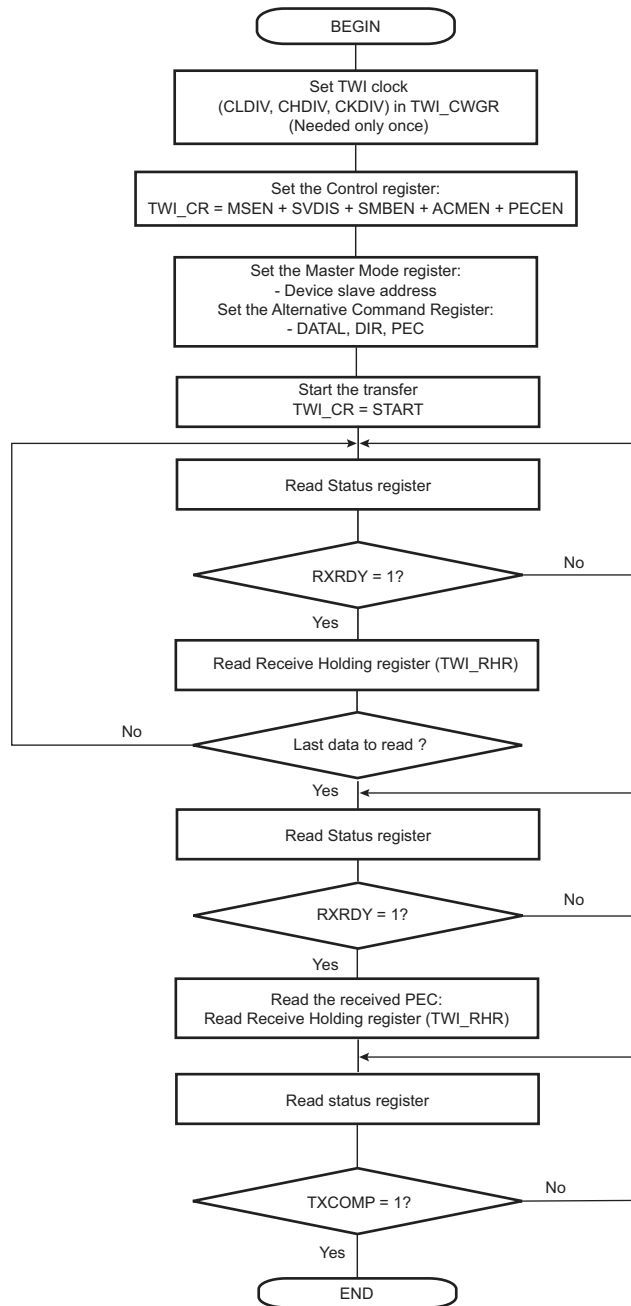 BEGIN
Set TWI clock
(CLDIV, CHDIV, CKDIV) in TWI_CWGR
(Needed only once)
Set the Control register:
TWI_CR = MSEN + SVDIS + SMBEN + ACMEN + PECEN
Set the Master Mode register:
- Device slave address
Set the Alternative Command Register:
- DATAL, DIR, PEC
Start the transfer
TWI_CR = START
Read Status register
RXRDY = 1?
No
Yes
Read Receive Holding register (TWI_RHR)
No
Last data to read ?
Yes
Read Status register
RXRDY = 1?
No
Yes
Read the received PEC:
Read Receive Holding register (TWI_RHR)
Read status register
TXCOMP = 1?
No
Yes
END